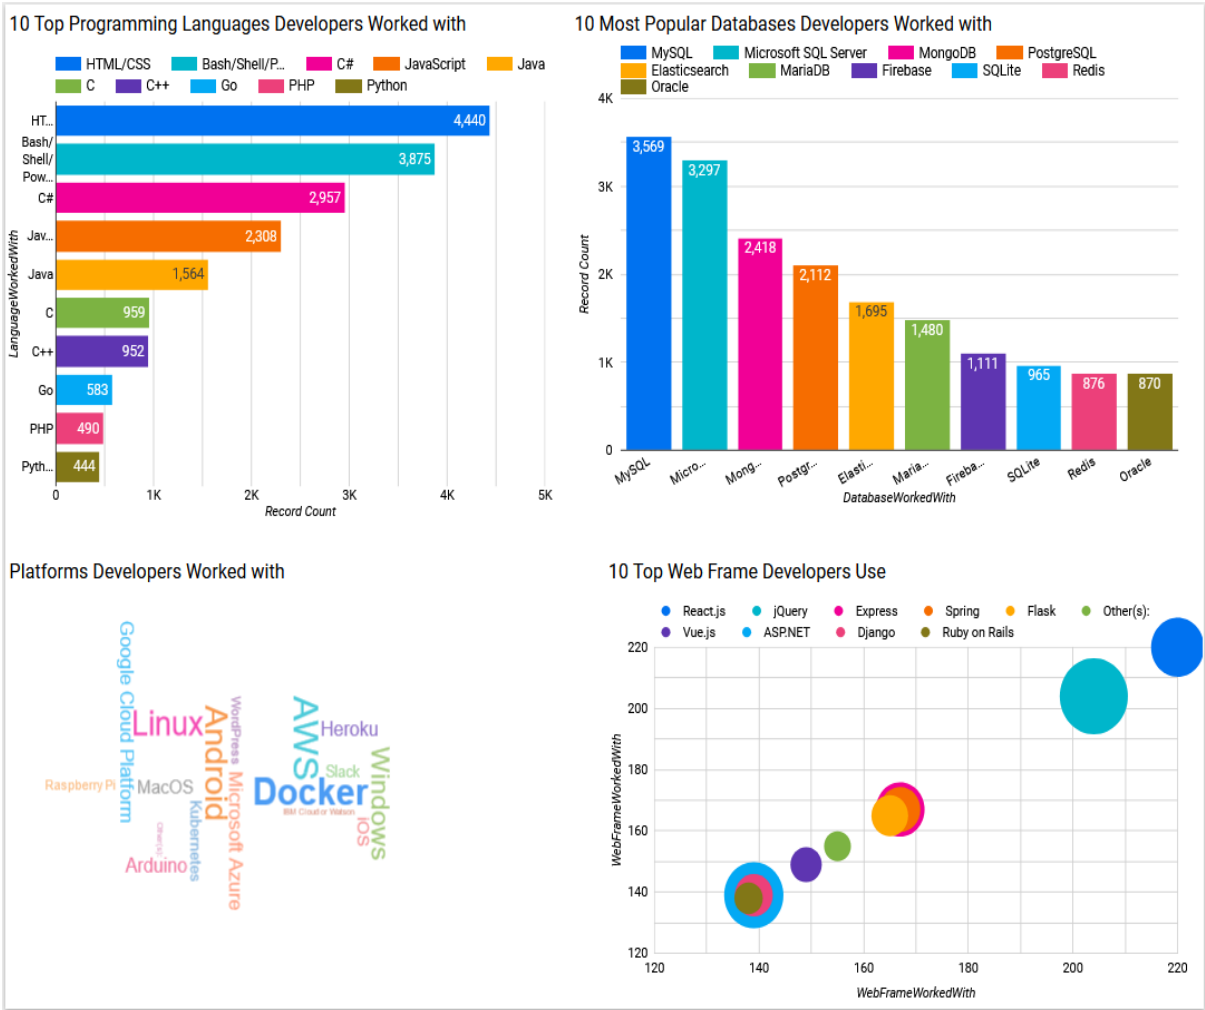 10 Top Programming Languages Developers Worked with
HTML/CSS Bash/Shell/P... C# JavaScript Java
C C++ Go PHP Python
LanguageWorkedWith
HT... 4,440
Bash/
Shell/
Pow... 3,875
C# 2,957
Jav... 2,308
Java 1,564
C 959
C++ 952
Go 583
PHP 490
Pyth... 444
0 1K 2K 3K 4K 5K
Record Count
10 Most Popular Databases Developers Worked with
MySQL Microsoft SQL Server MongoDB PostgreSQL
Elasticsearch MariaDB Firebase SQLite Redis
Oracle
Record Count
4K
3K
2K
1K
0
3,569 3,297 2,418 2,112 1,695 1,480 1,111 965 876 870
MySQL Micro... Mong... Postgr... Elasti... Maria... Fireba... SQLite Redis Oracle
DatabaseWorkedWith
Platforms Developers Worked with
Google Cloud Platform
Linux
Android
WordPress
AWS
Heroku
Slack
Windows
Raspberry Pi
MacOS
Docker
IBM Cloud or Watson
Kubernetes
Microsoft Azure
iOS
Other(s):
Arduino
10 Top Web Frame Developers Use
React.js jQuery Express Spring Flask Other(s):
Vue.js ASP.NET Django Ruby on Rails
WebFrameWorkedWith
220
200
180
160
140
120
120 140 160 180 200 220
WebFrameWorkedWith